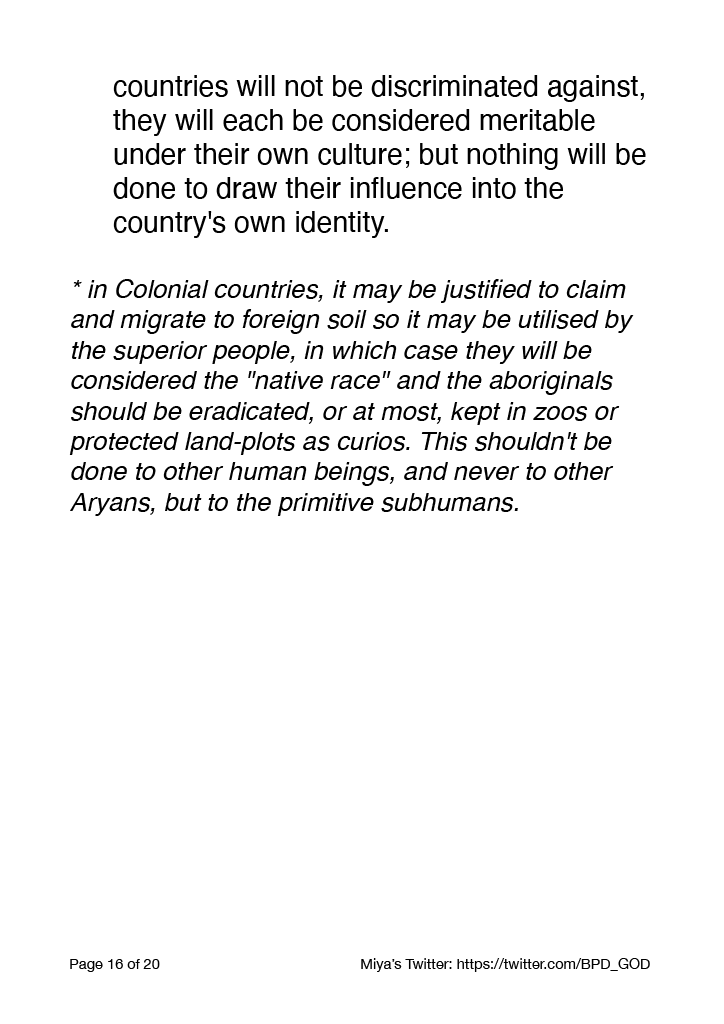 countries will not be discriminated against,
they will each be considered meritable
under their own culture; but nothing will be
done to draw their influence into the
country's own identity.
* in Colonial countries, it may be justified to claim
and migrate to foreign soil so it may be utilised by
the superior people, in which case they will be
considered the "native race" and the aboriginals
should be eradicated, or at most, kept in zoos or
protected land-plots as curios. This shouldn't be
done to other human beings, and never to other
Aryans, but to the primitive subhumans.
Page 16 of 20
Miya's Twitter: https://twitter.com/BPD_GOD